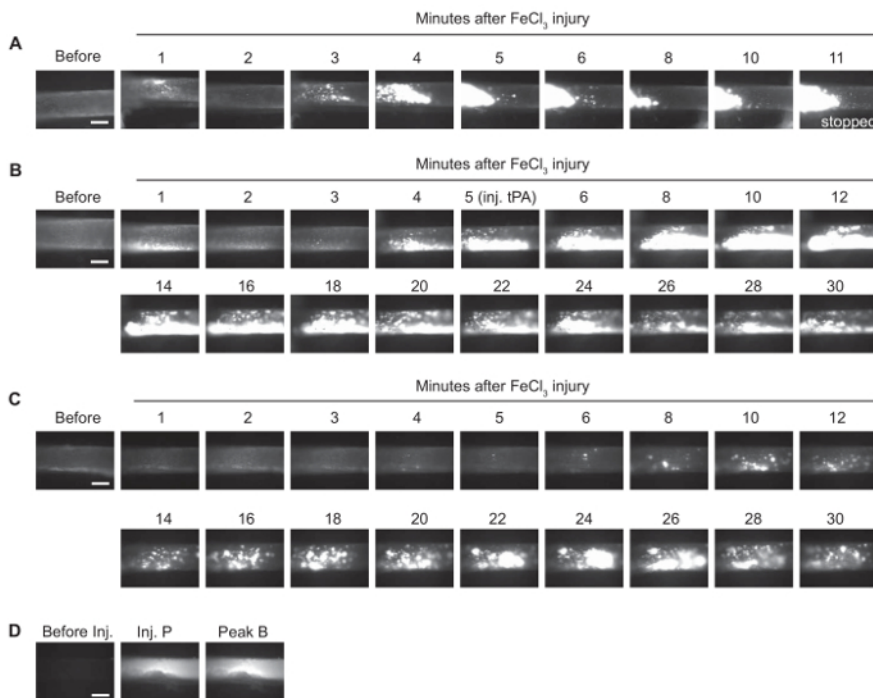 Minutes after FeCl₃ injury
A
Before 1 2 3 4 5 6 8 10 11
stopped
Minutes after FeCl₃ injury
B
Before 1 2 3 4 5 (inj. tPA) 6 8 10 12
14 16 18 20 22 24 26 28 30
Minutes after FeCl₃ injury
C
Before 1 2 3 4 5 6 8 10 12
14 16 18 20 22 24 26 28 30
D
Before Inj. Inj. P Peak B